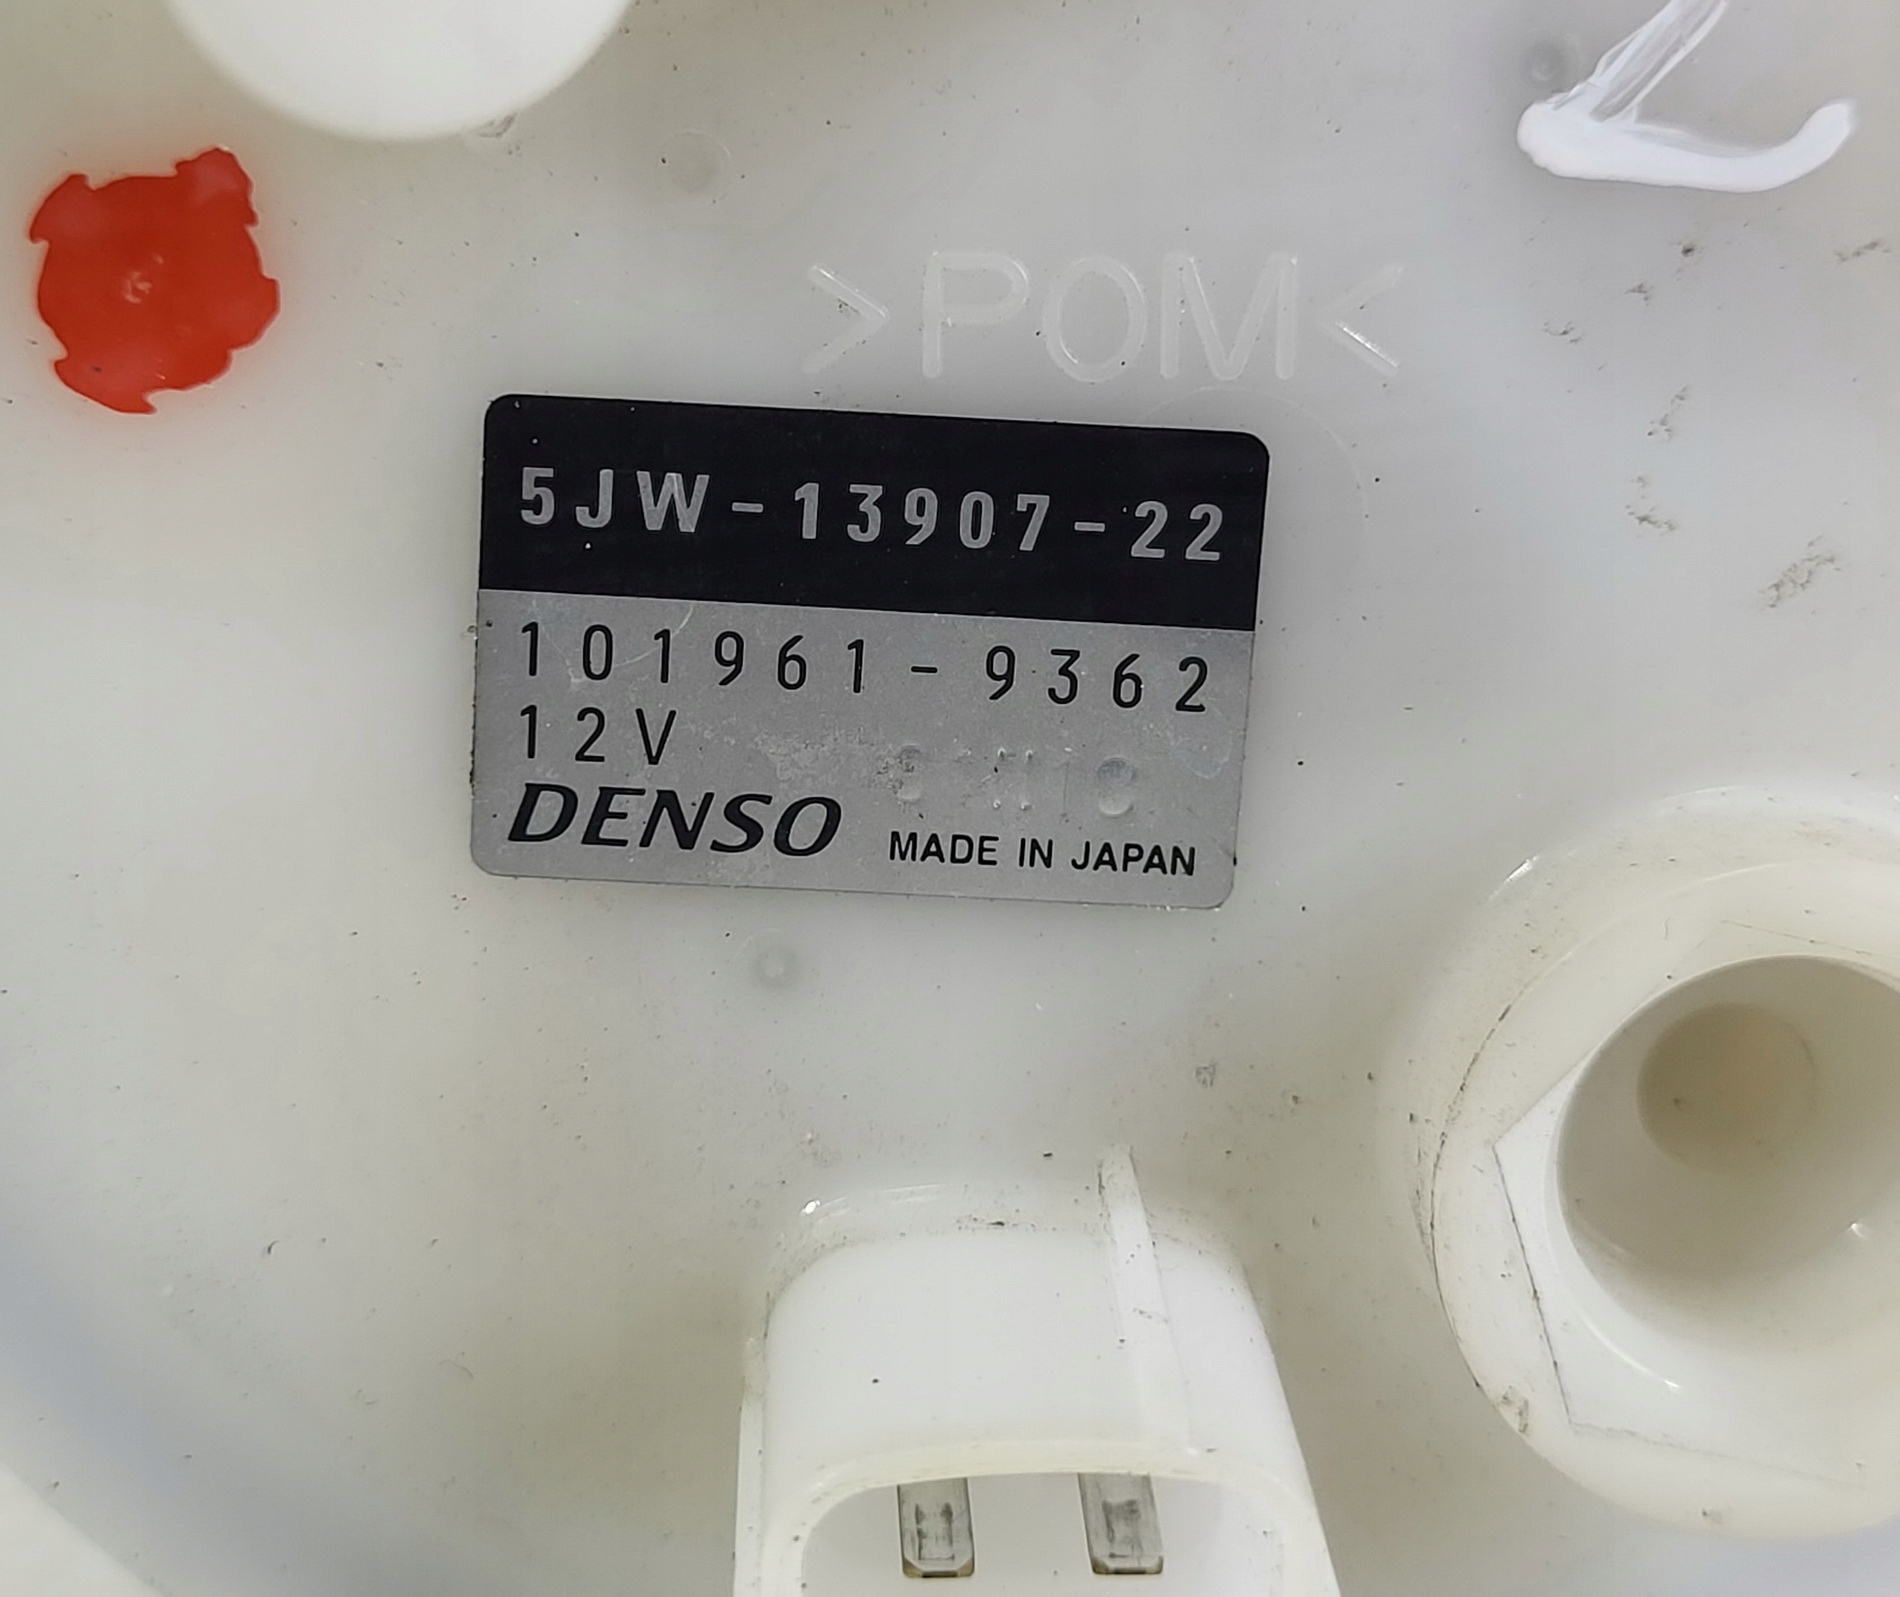 >POM<
5JW-13907-22
101961-9362
12V
DENSO MADE IN JAPAN